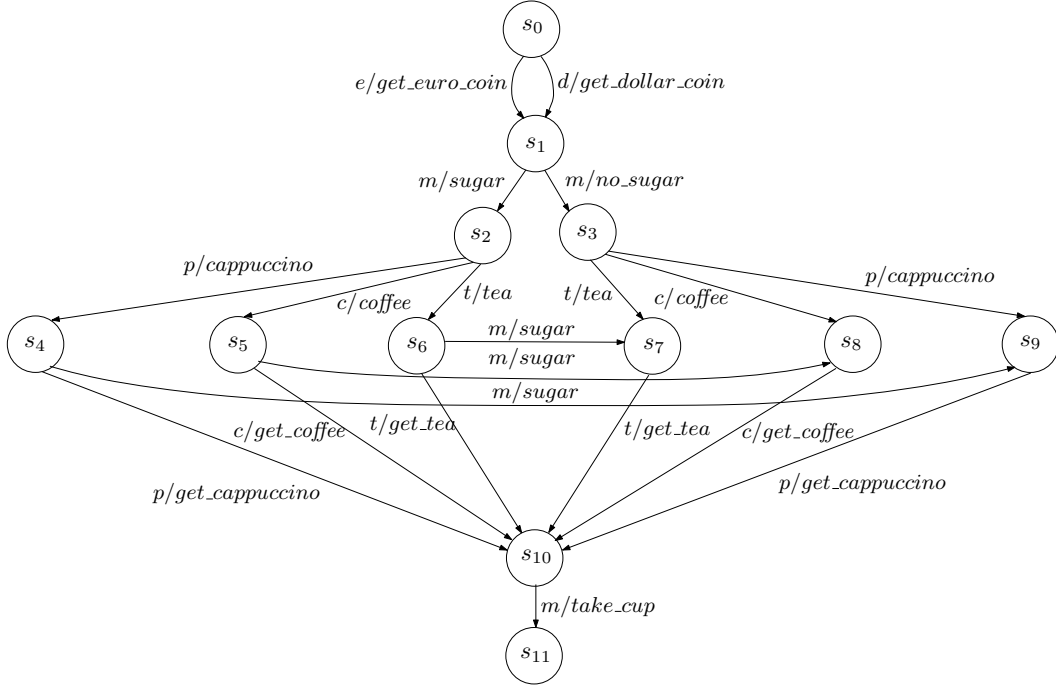 s0
e/get_euro_coin d/get_dollar_coin
s1
m/sugar m/no_sugar
s2 s3
p/cappuccino c/coffee t/tea t/tea c/coffee p/cappuccino
s4 s5 s6 m/sugar s7 s8 s9
m/sugar
m/sugar
c/get_coffee t/get_tea t/get_tea c/get_coffee
p/get_cappuccino p/get_cappuccino
s10
m/take_cup
s11